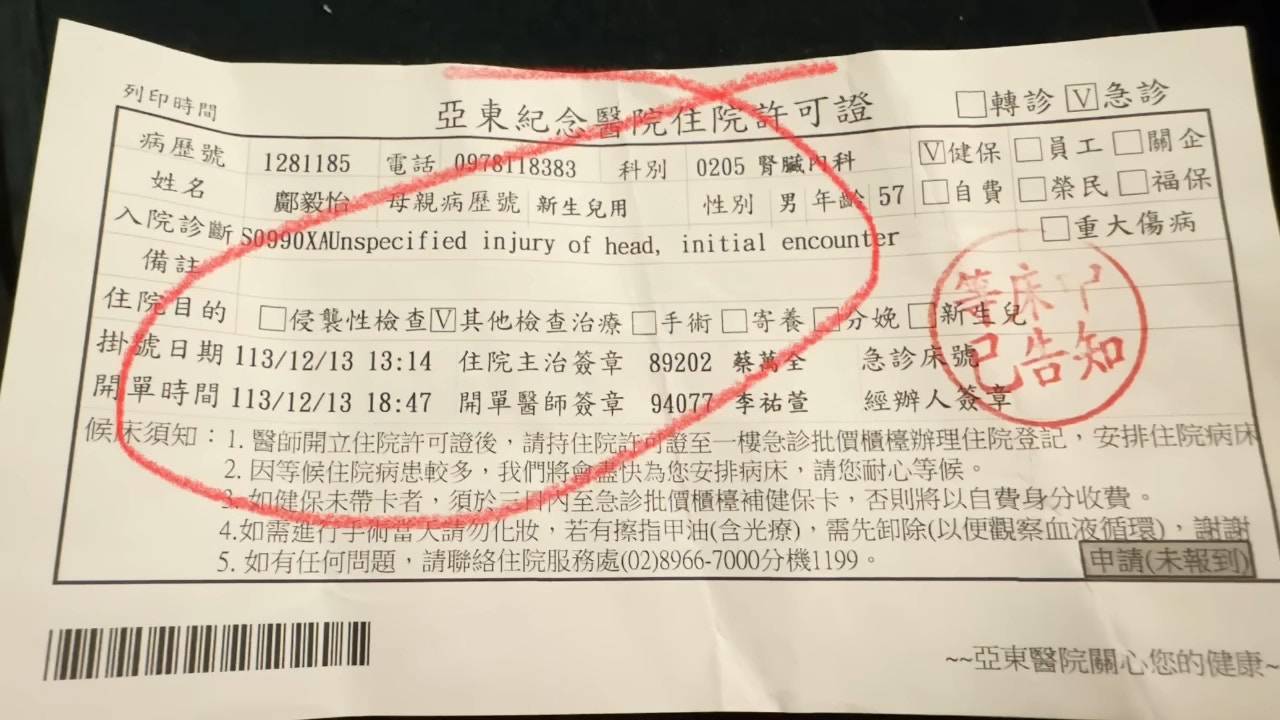 列印時間
亞東紀念醫院住院許可證 □轉診 ☑急診
病歷號 1281185 電話 0978118383 科別 0205 腎臟內科 ☑健保 □員工 □關企
姓名 鄺毅怡 母親病歷號 新生兒用 性別 男 年齡 57 □自費 □榮民 □福保
入院診斷 S0990XAUnspecified injury of head, initial encounter □重大傷病
備註
住院目的 □侵襲性檢查 ☑其他檢查治療 □手術 □寄養 □分娩 □新生兒
掛號日期 113/12/13 13:14 住院主治簽章 89202 蔡萬全 急診床號
開單時間 113/12/13 18:47 開單醫師簽章 94077 李祐萱 經辦人簽章
等床
已告知
候床須知：1. 醫師開立住院許可證後，請持住院許可證至一樓急診批價櫃檯辦理住院登記，安排住院病床
2. 因等候住院病患較多，我們將會盡快為您安排病床，請您耐心等候。
3. 如健保未帶卡者，須於三日內至急診批價櫃檯補健保卡，否則將以自費身分收費。
4.如需進行手術當天請勿化妝，若有擦指甲油(含光療)，需先卸除(以便觀察血液循環)，謝謝
5. 如有任何問題，請聯絡住院服務處(02)8966-7000分機1199。
申請(未報到)
~~亞東醫院關心您的健康~